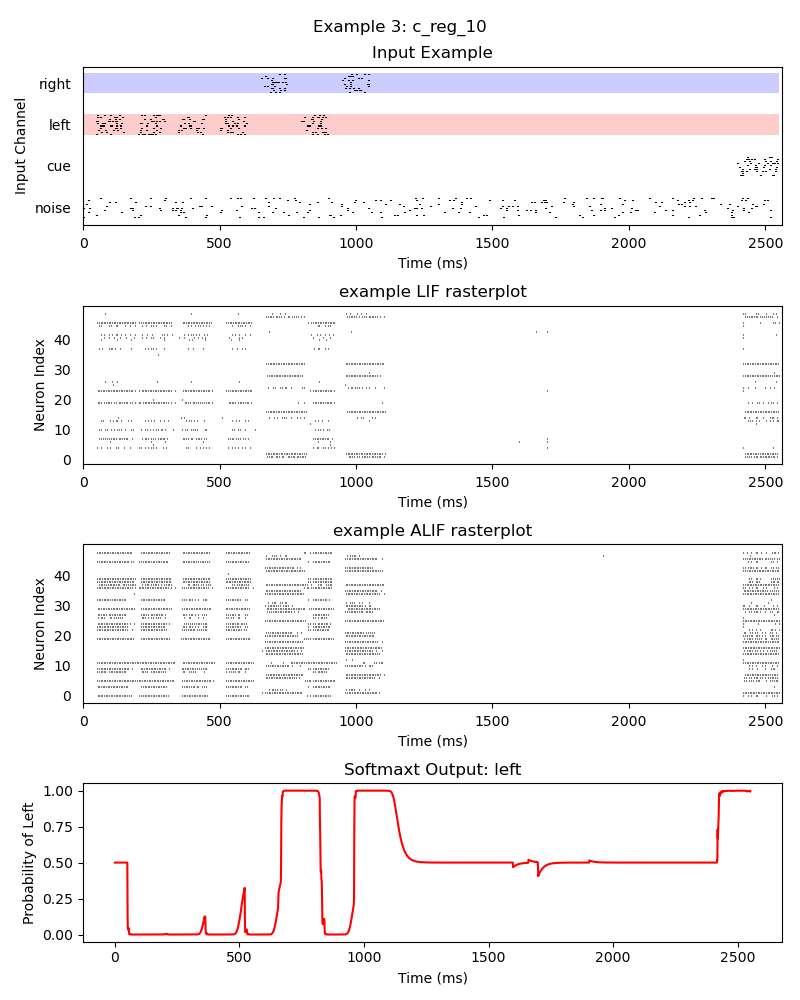 Example 3: c_reg_10
Input Example
Input Channel
right
left
cue
noise
0 500 1000 1500 2000 2500
Time (ms)
example LIF rasterplot
Neuron Index
40
30
20
10
0
0 500 1000 1500 2000 2500
Time (ms)
example ALIF rasterplot
Neuron Index
40
30
20
10
0
0 500 1000 1500 2000 2500
Time (ms)
Softmaxt Output: left
Probability of Left
1.00
0.75
0.50
0.25
0.00
0 500 1000 1500 2000 2500
Time (ms)